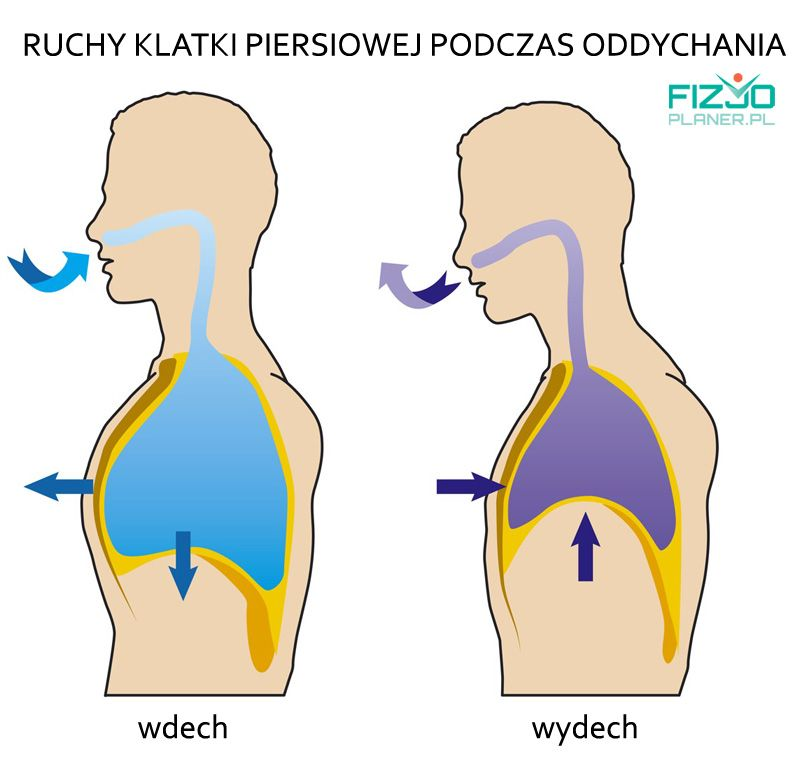 RUCHY KLATKI PIERSIOWEJ PODCZAS ODDYCHANIA
FIZJO
PLANER.PL
wdech
wydech